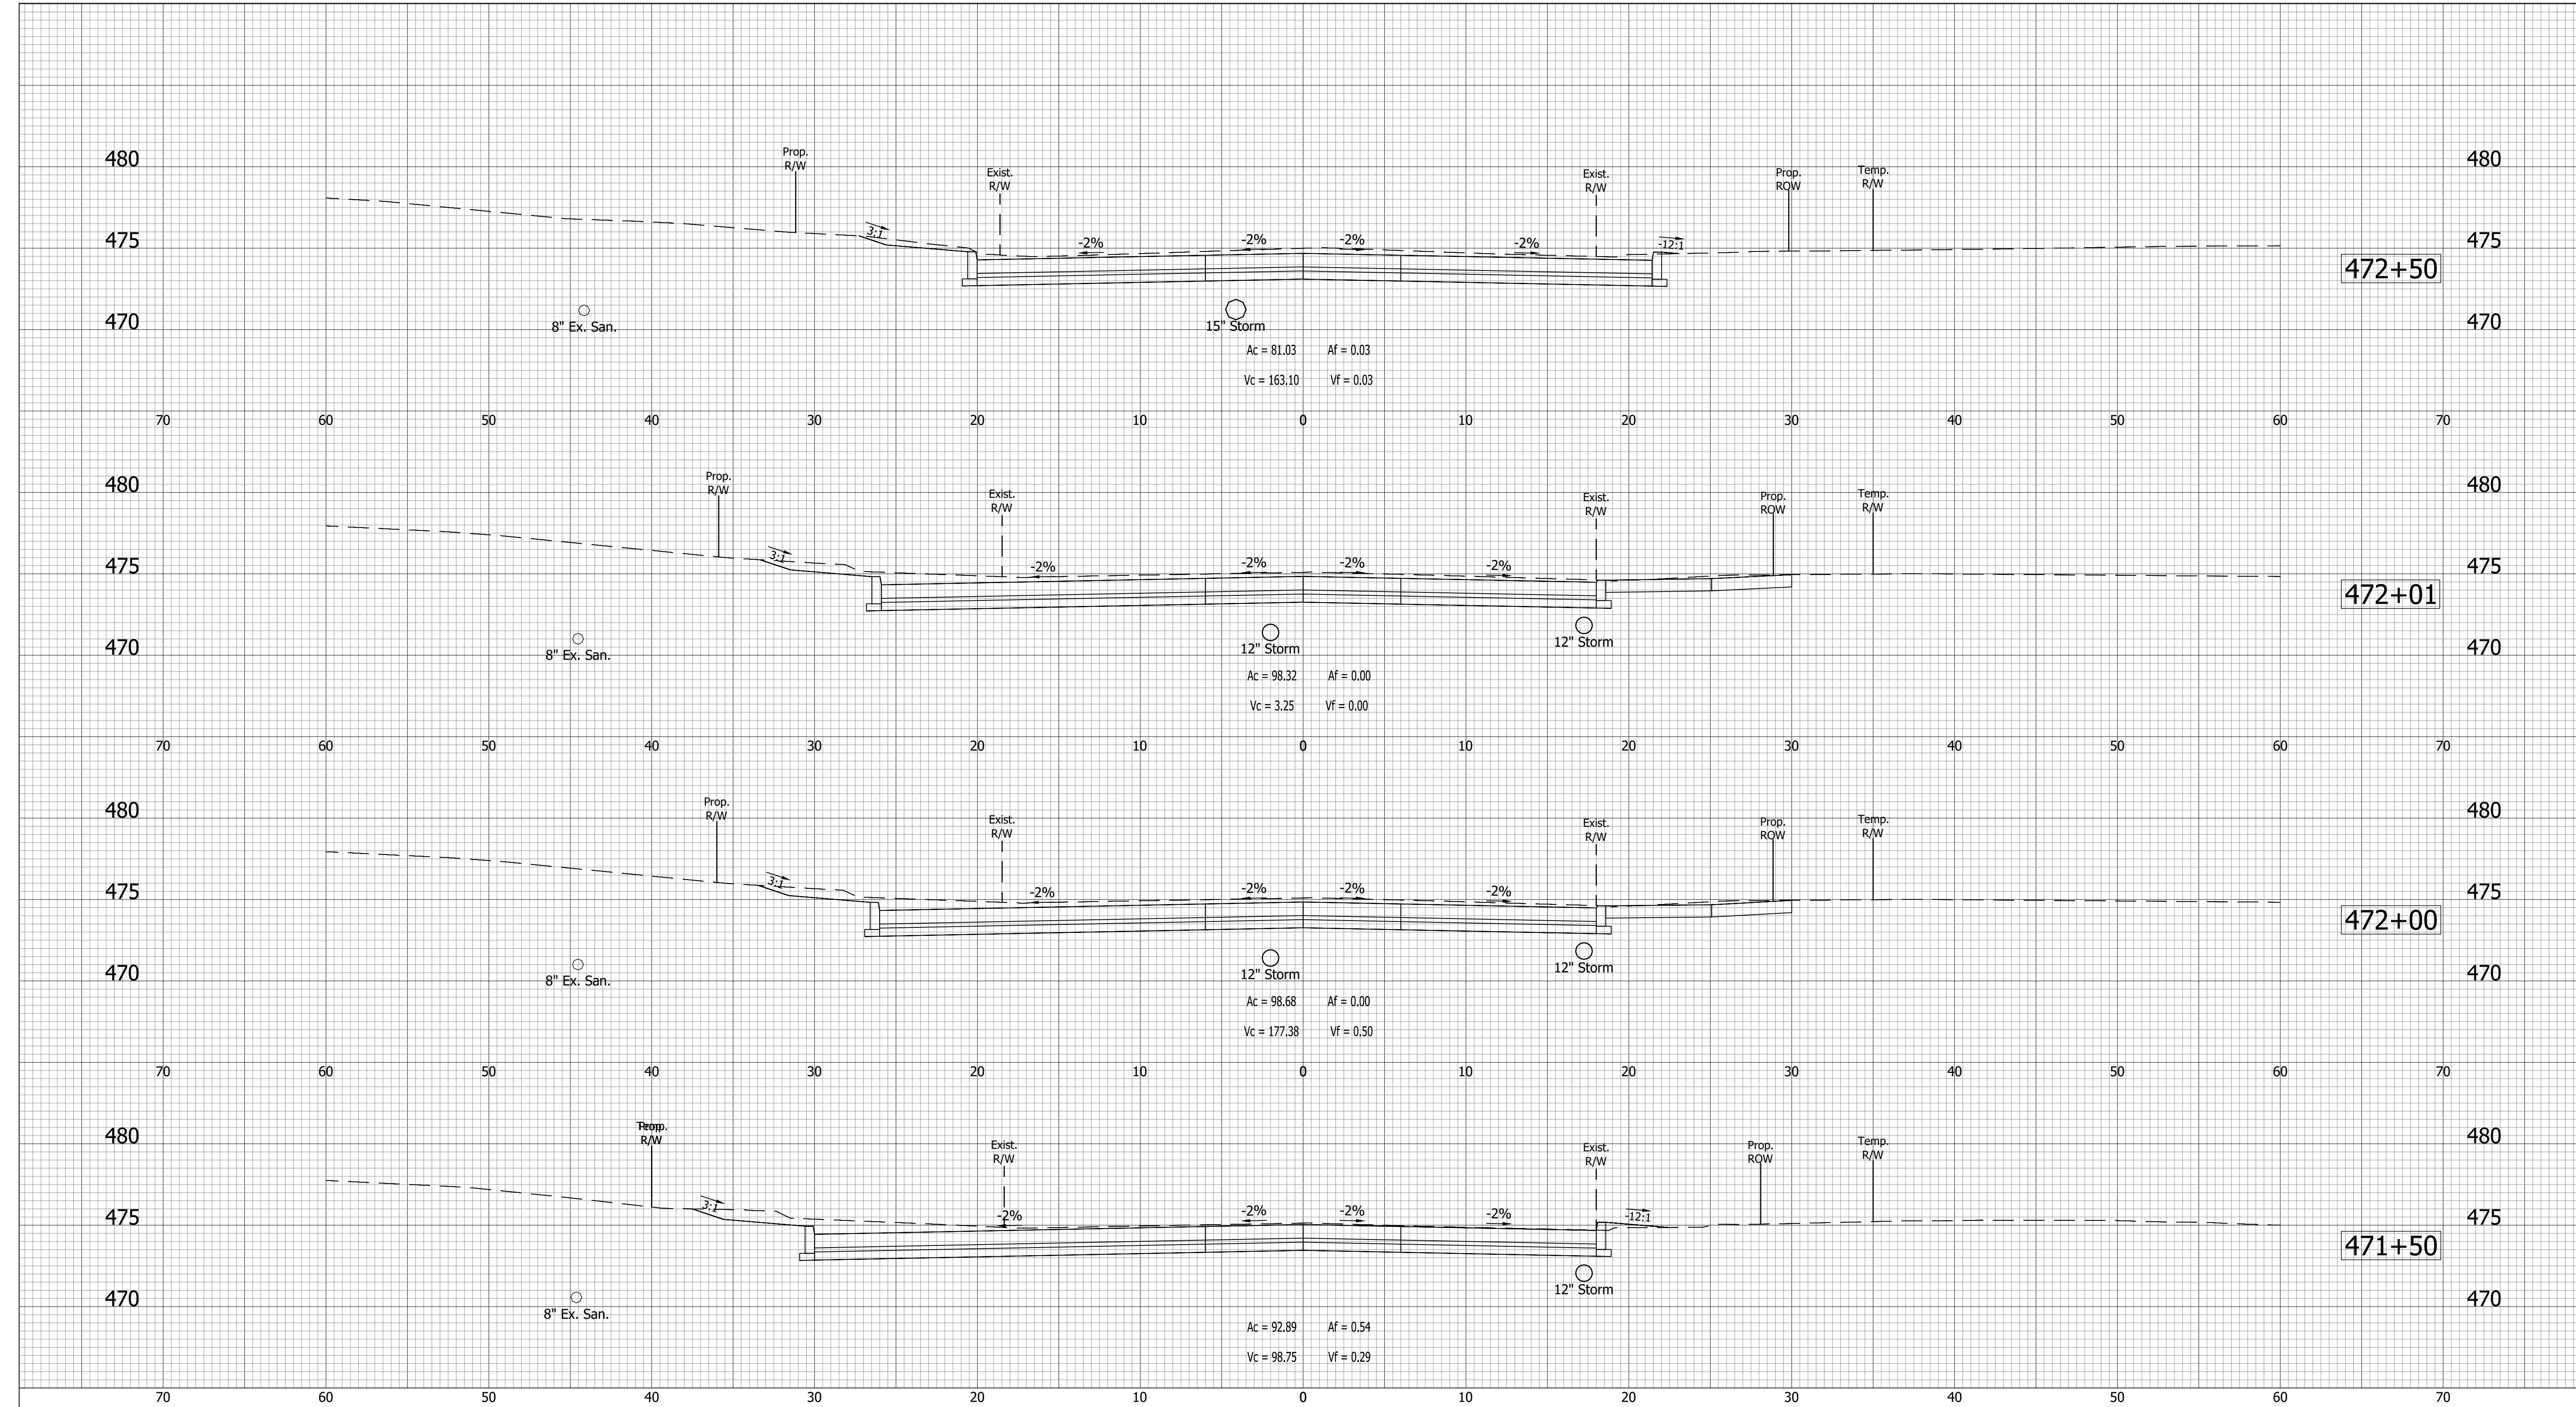 480
480
Prop.
R/W
Exist.
R/W
Exist.
R/W
Prop.
ROW
Temp.
R/W
475
3:1
-2%
-2%
-2%
-2%
-12:1
475
472+50
470
8" Ex. San.
15" Storm
470
Ac = 81.03 Af = 0.03
Vc = 163.10 Vf = 0.03
70 60 50 40 30 20 10 0 10 20 30 40 50 60 70
480
480
Prop.
R/W
Exist.
R/W
Exist.
R/W
Prop.
ROW
Temp.
R/W
475
3:1
-2%
-2%
-2%
-2%
475
472+01
470
8" Ex. San.
12" Storm
12" Storm
470
Ac = 98.32 Af = 0.00
Vc = 3.25 Vf = 0.00
70 60 50 40 30 20 10 0 10 20 30 40 50 60 70
480
480
Prop.
R/W
Exist.
R/W
Exist.
R/W
Prop.
ROW
Temp.
R/W
475
3:1
-2%
-2%
-2%
-2%
475
472+00
470
8" Ex. San.
12" Storm
12" Storm
470
Ac = 98.68 Af = 0.00
Vc = 177.38 Vf = 0.50
70 60 50 40 30 20 10 0 10 20 30 40 50 60 70
480
480
Temp.
R/W
Prop.
R/W
Exist.
R/W
Exist.
R/W
Prop.
ROW
Temp.
R/W
475
3:1
-2%
-2%
-2%
-2%
-12:1
475
471+50
470
8" Ex. San.
12" Storm
470
Ac = 92.89 Af = 0.54
Vc = 98.75 Vf = 0.29
70 60 50 40 30 20 10 0 10 20 30 40 50 60 70